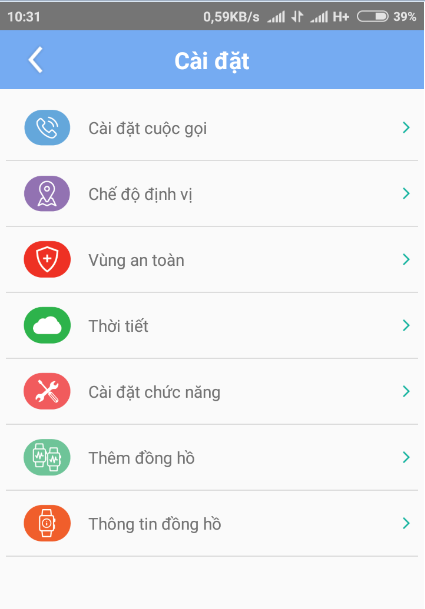 10:31 0,59KB/s H+ 39%
Cài đặt
Cài đặt cuộc gọi
Chế độ định vị
Vùng an toàn
Thời tiết
Cài đặt chức năng
Thêm đồng hồ
Thông tin đồng hồ